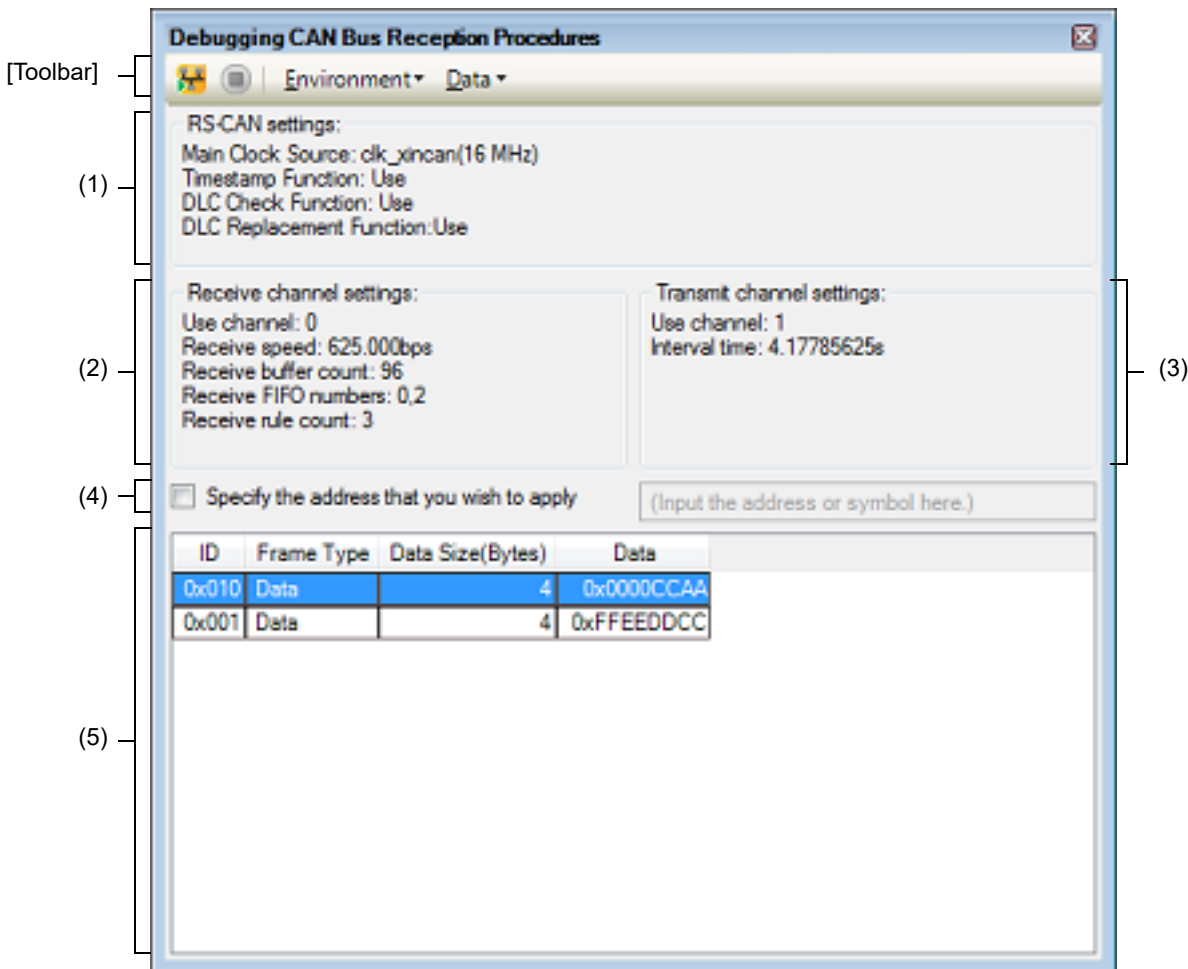 Debugging CAN Bus Reception Procedures
[Toolbar]
Environment Data
(1)
RS-CAN settings:
Main Clock Source: clk_xincan(16 MHz)
Timestamp Function: Use
DLC Check Function: Use
DLC Replacement Function:Use
(2)
Receive channel settings:
Use channel: 0
Receive speed: 625.000bps
Receive buffer count: 96
Receive FIFO numbers: 0,2
Receive rule count: 3
Transmit channel settings:
Use channel: 1
Interval time: 4.17785625s
(3)
(4)
Specify the address that you wish to apply
(Input the address or symbol here.)
(5)
ID Frame Type Data Size(Bytes) Data
0x010 Data 4 0x0000CCAA
0x001 Data 4 0xFFEEDDCC